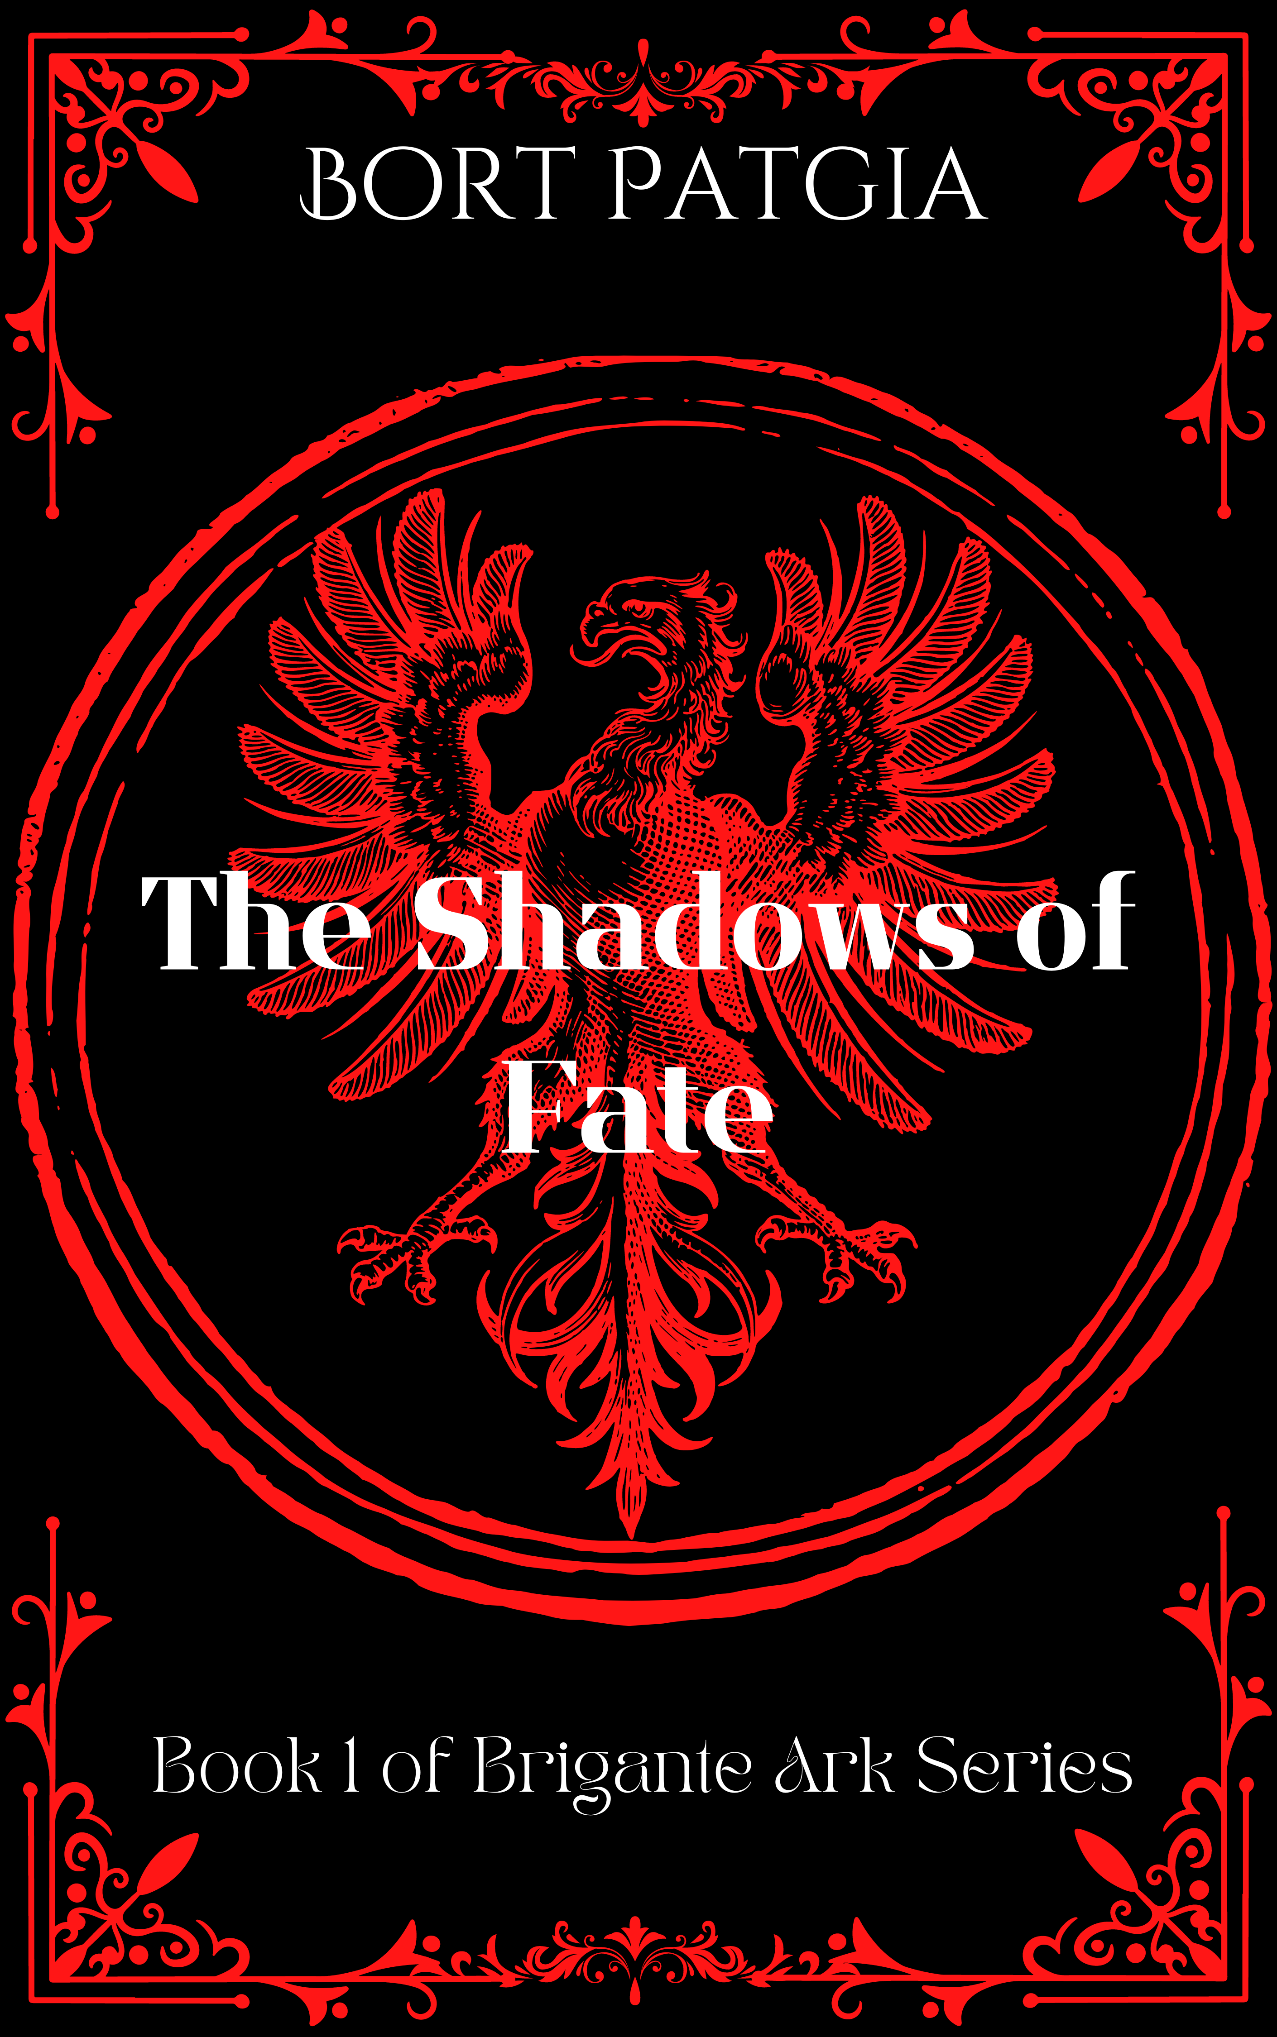 BORT PATGIA
The Shadows of
Fate
Book 1 of Brigante Ark Series